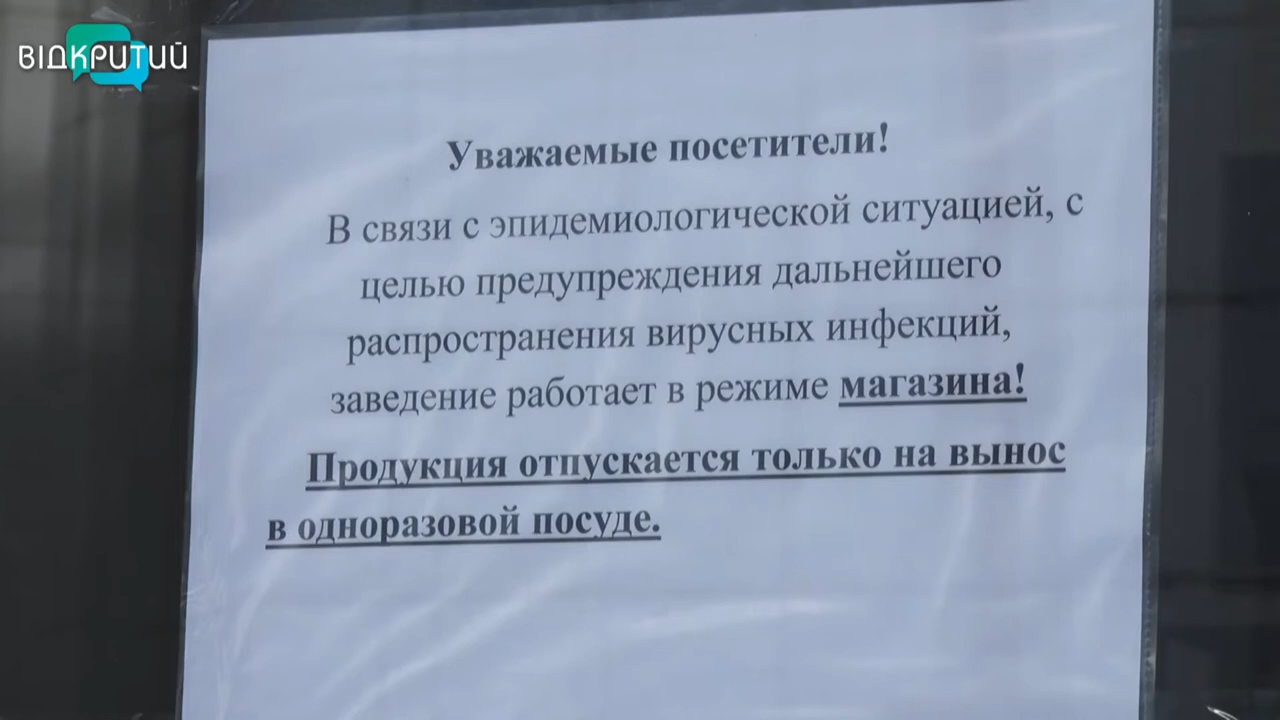 ВІДКРИТИЙ
Уважаемые посетители!
В связи с эпидемиологической ситуацией, с
целью предупреждения дальнейшего
распространения вирусных инфекций,
заведение работает в режиме магазина!
Продукция отпускается только на вынос
в одноразовой посуде.